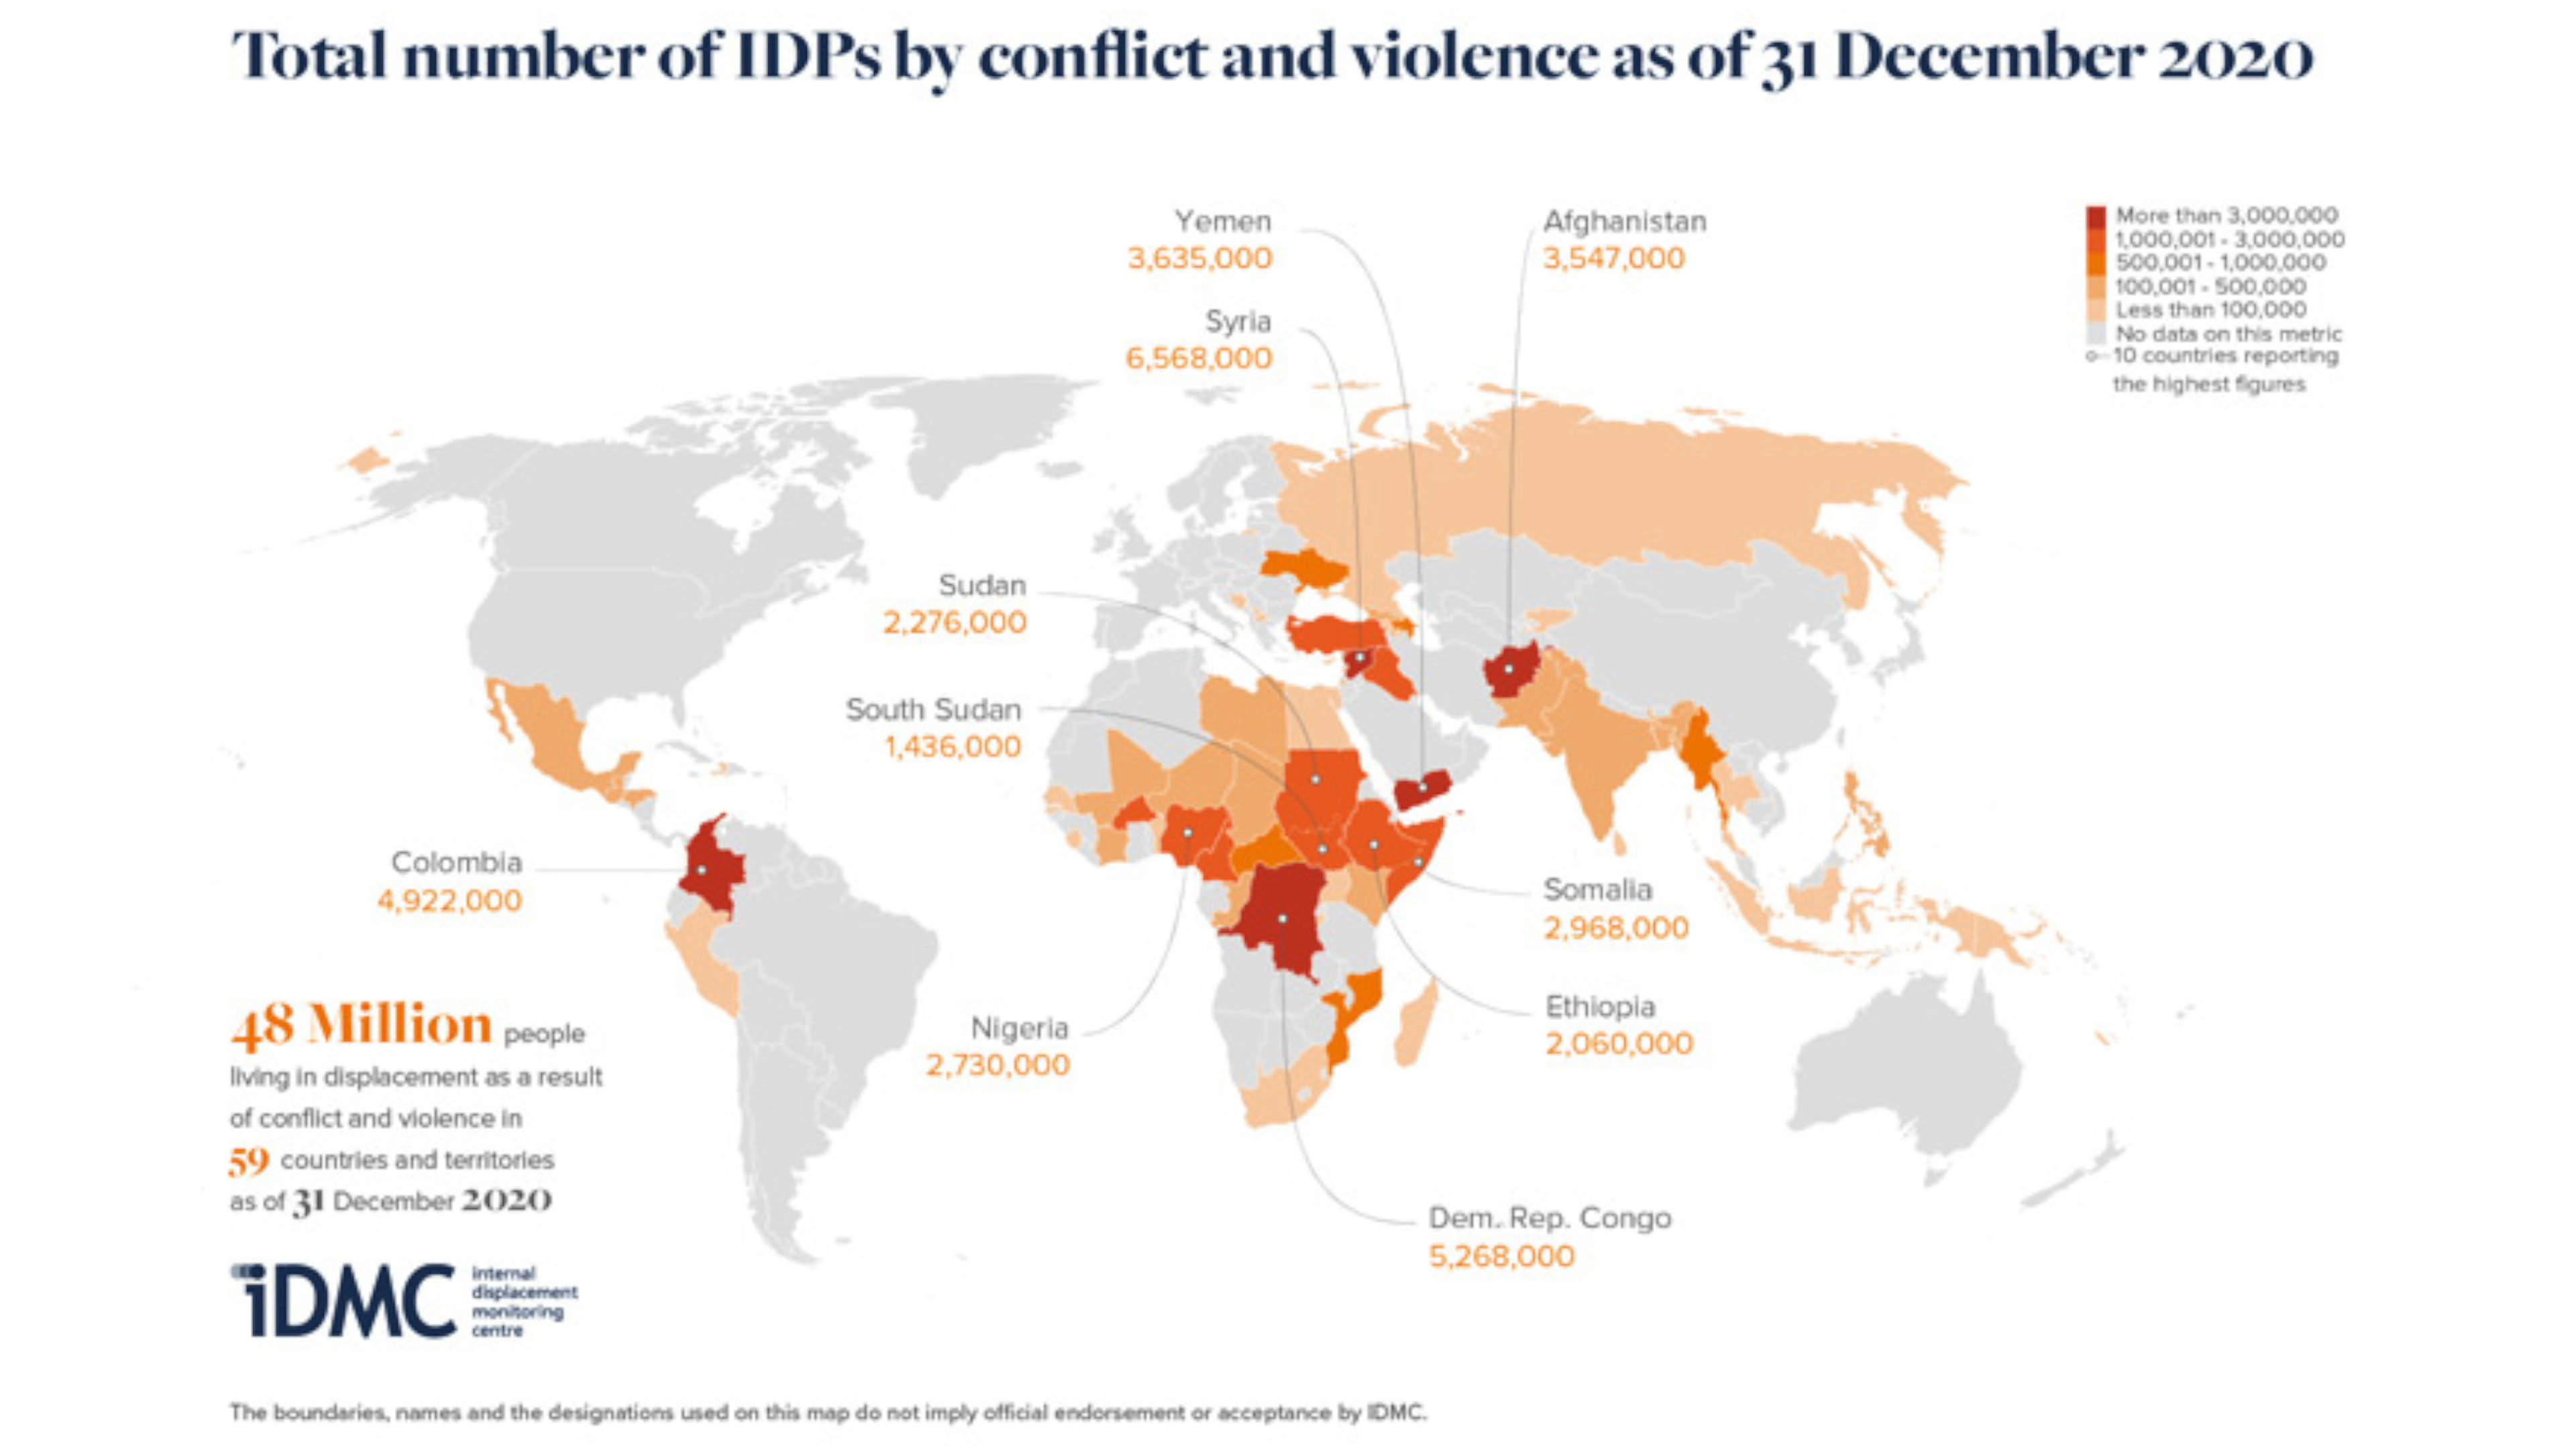 Total number of IDPs by conflict and violence as of 31 December 2020
Yemen
3,635,000
Afghanistan
3,547,000
Syria
6,568,000
More than 3,000,000
1,000,001 - 3,000,000
500,001 - 1,000,000
100,001 - 500,000
Less than 100,000
No data on this metric
10 countries reporting
the highest figures
Sudan
2,276,000
South Sudan
1,436,000
Colombia
4,922,000
Somalia
2,968,000
Nigeria
2,730,000
Ethiopia
2,060,000
Dem. Rep. Congo
5,268,000
48 Million people
living in displacement as a result
of conflict and violence in
59 countries and territories
as of 31 December 2020
iDMC
internal
displacement
monitoring
centre
The boundaries, names and the designations used on this map do not imply official endorsement or acceptance by IDMC.